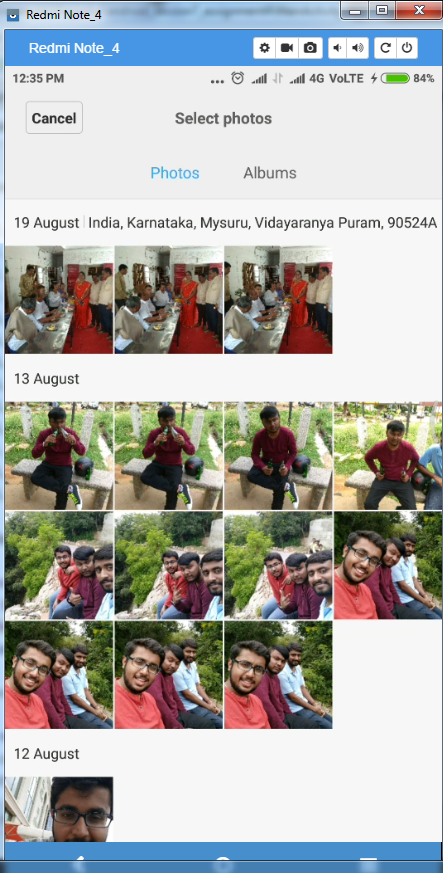 Redmi Note_4
Redmi Note_4
12:35 PM ... 4G VoLTE 84%
Cancel Select photos
Photos Albums
19 August India, Karnataka, Mysuru, Vidayaranya Puram, 90524A
13 August
12 August